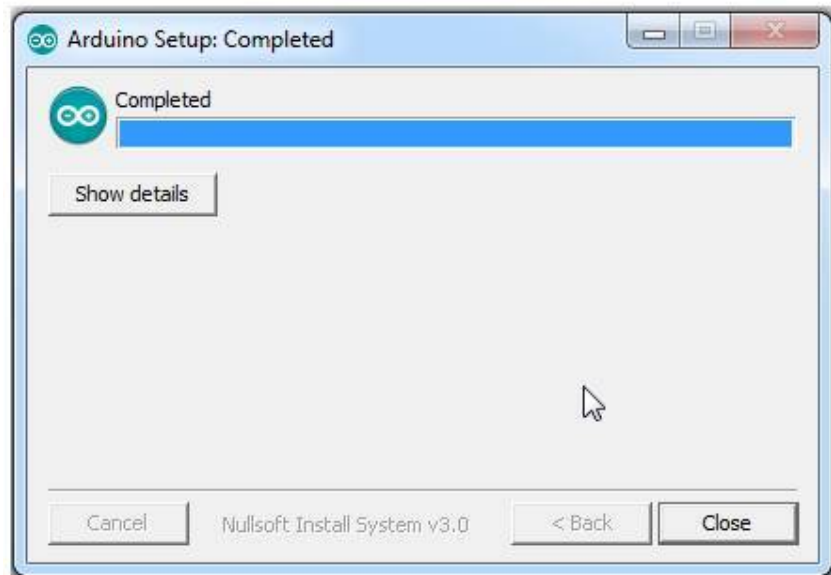 Arduino Setup: Completed
Completed
Show details
Cancel Nullsoft Install System v3.0 < Back Close